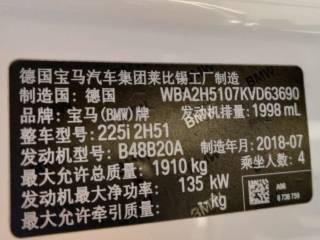 德国宝马汽车集团莱比锡工厂制造
制造国：德国 WBA2H5107KVD63690
品牌：宝马(BMW)牌 发动机排量：1998 mL
整车型号：225i 2H51
发动机型号：B48B20A 制造年月：2018-07
最大允许总质量：1910 kg 乘坐人数：4
发动机最大净功率：135 kW
最大允许牵引质量： kg